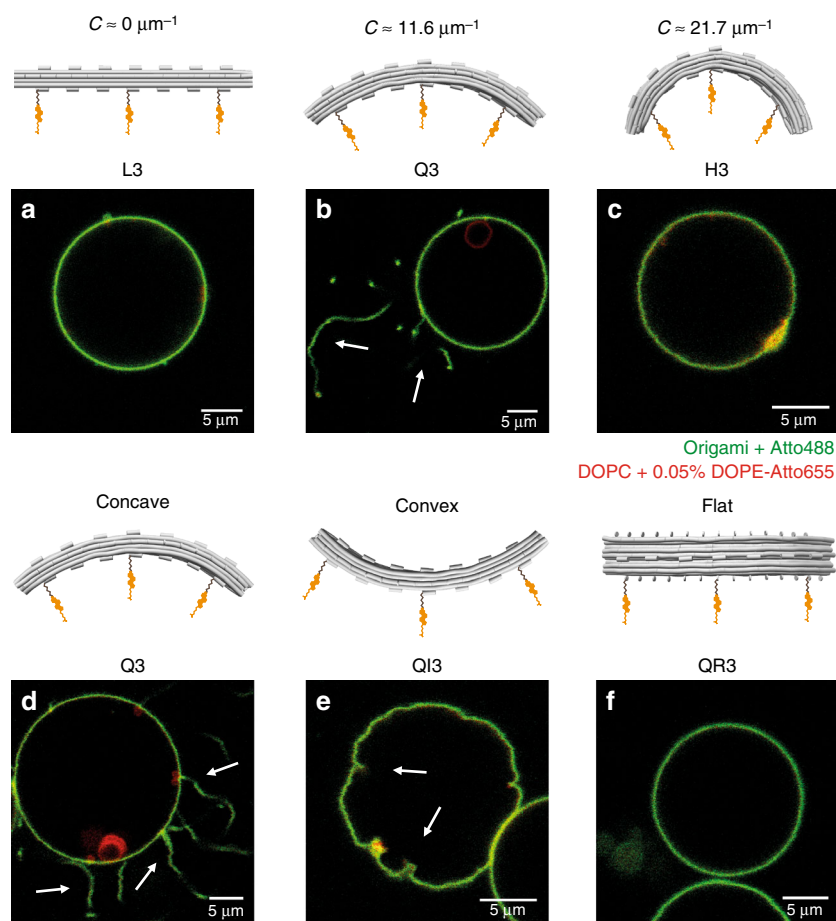 C ≈ 0 μm⁻¹
C ≈ 11.6 μm⁻¹
C ≈ 21.7 μm⁻¹
L3
Q3
H3
a
b
c
5 μm
5 μm
5 μm
Origami + Atto488
DOPC + 0.05% DOPE-Atto655
Concave
Convex
Flat
Q3
QI3
QR3
d
e
f
5 μm
5 μm
5 μm